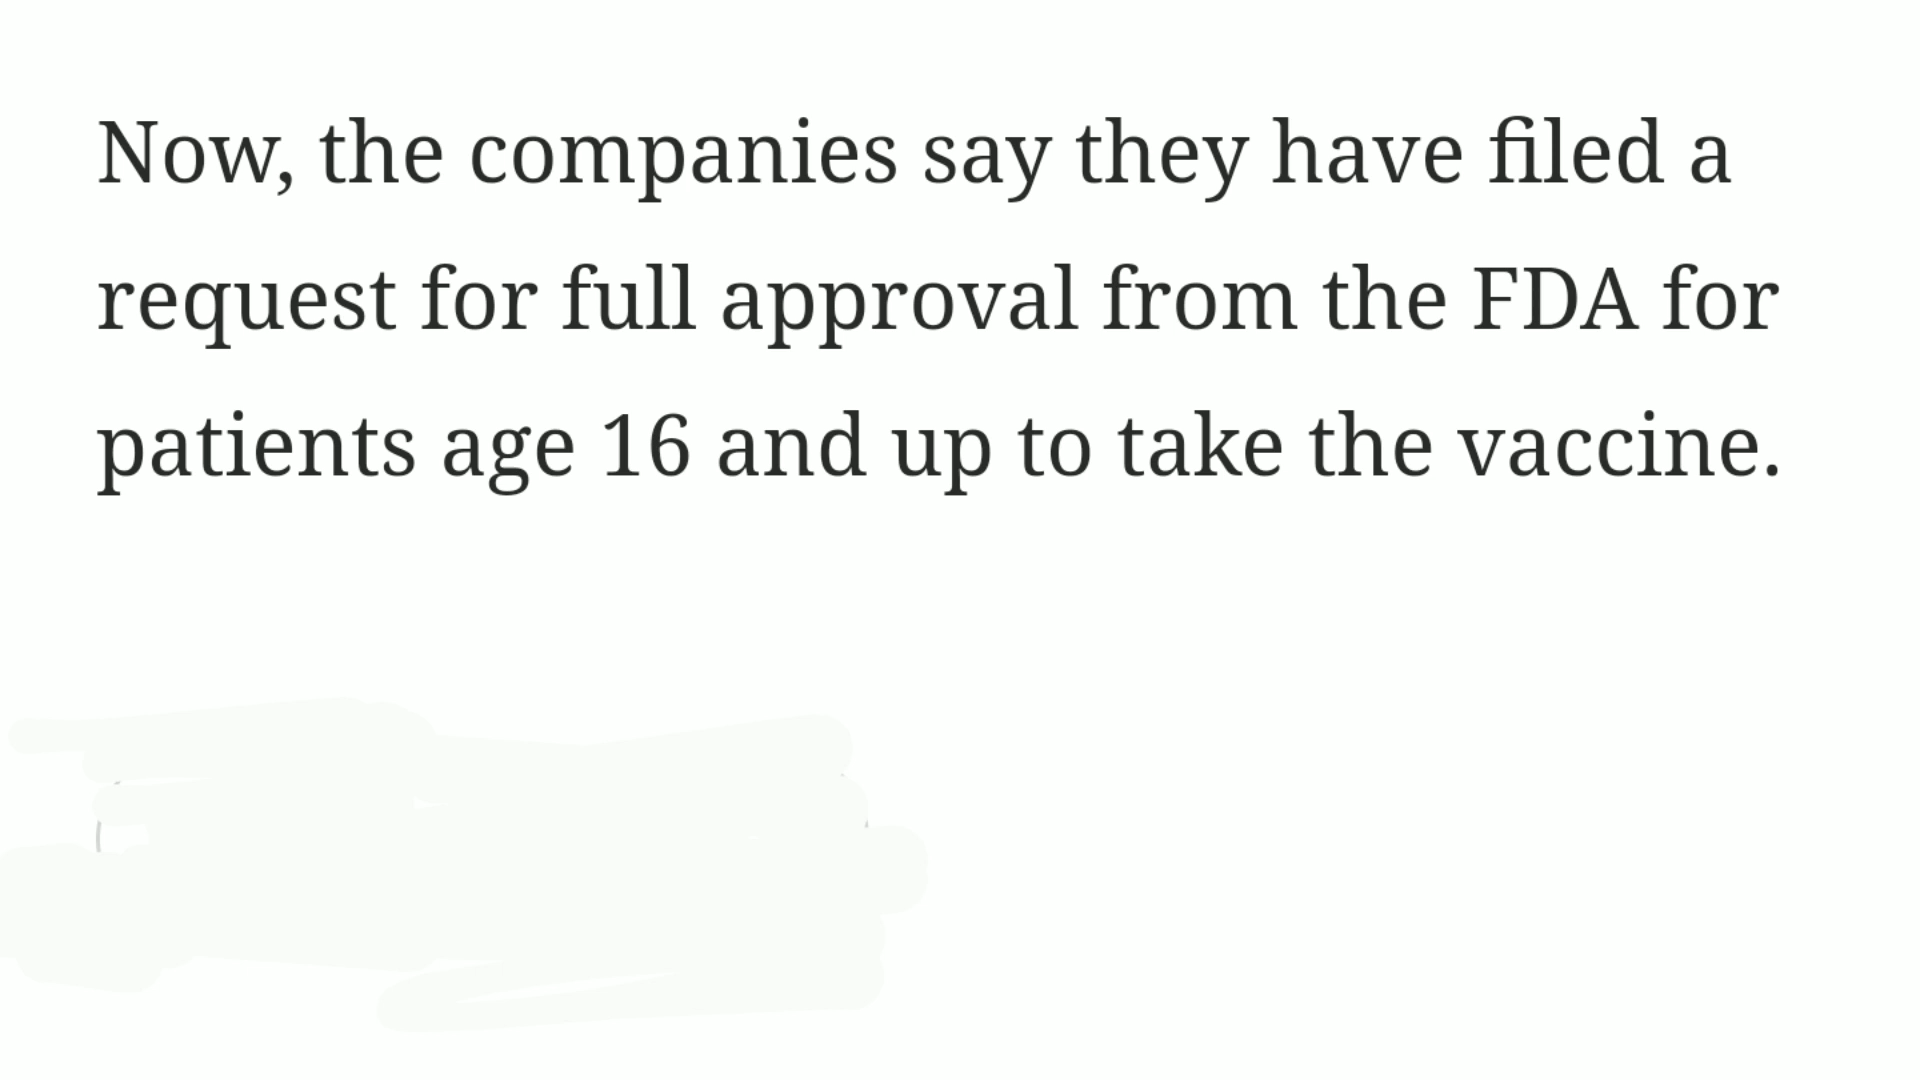 Now, the companies say they have filed a
request for full approval from the FDA for
patients age 16 and up to take the vaccine.